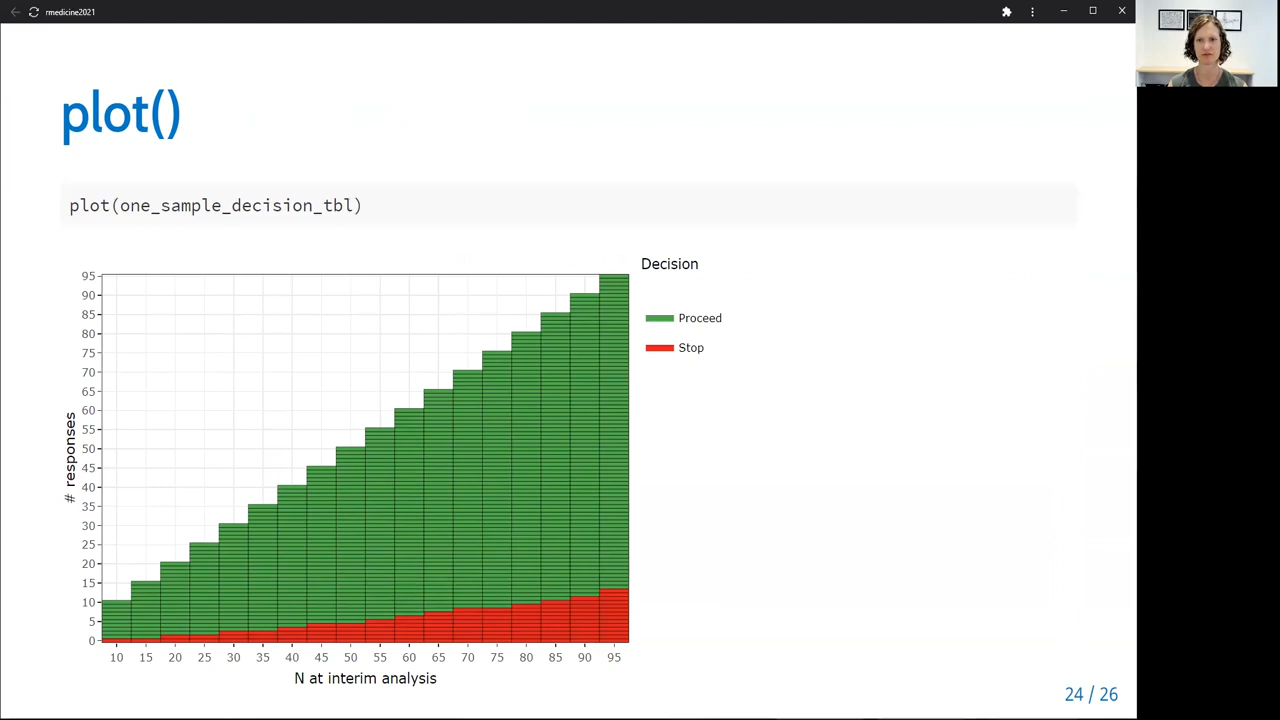 rmedicine2021
plot()
plot(one_sample_decision_tbl)
Decision
Proceed
Stop
# responses
95
90
85
80
75
70
65
60
55
50
45
40
35
30
25
20
15
10
5
0
10 15 20 25 30 35 40 45 50 55 60 65 70 75 80 85 90 95
N at interim analysis
24 / 26